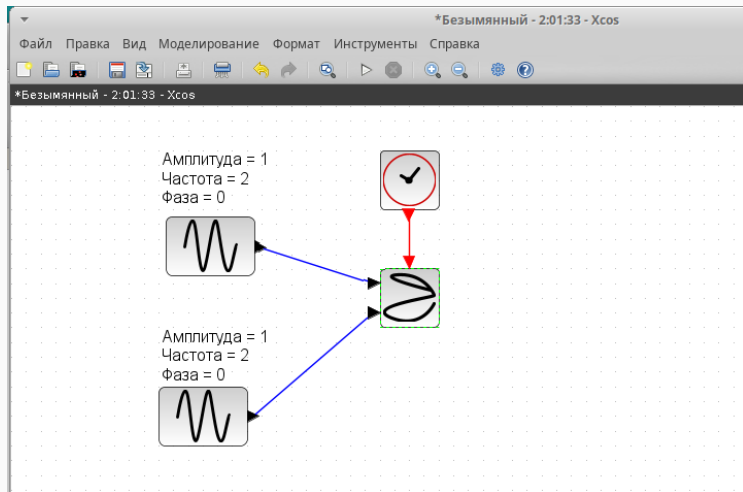 *Безымянный - 2:01:33 - Xcos
Файл Правка Вид Моделирование Формат Инструменты Справка
*Безымянный - 2:01:33 - Xcos
Амплитуда = 1
Частота = 2
Фаза = 0
Амплитуда = 1
Частота = 2
Фаза = 0